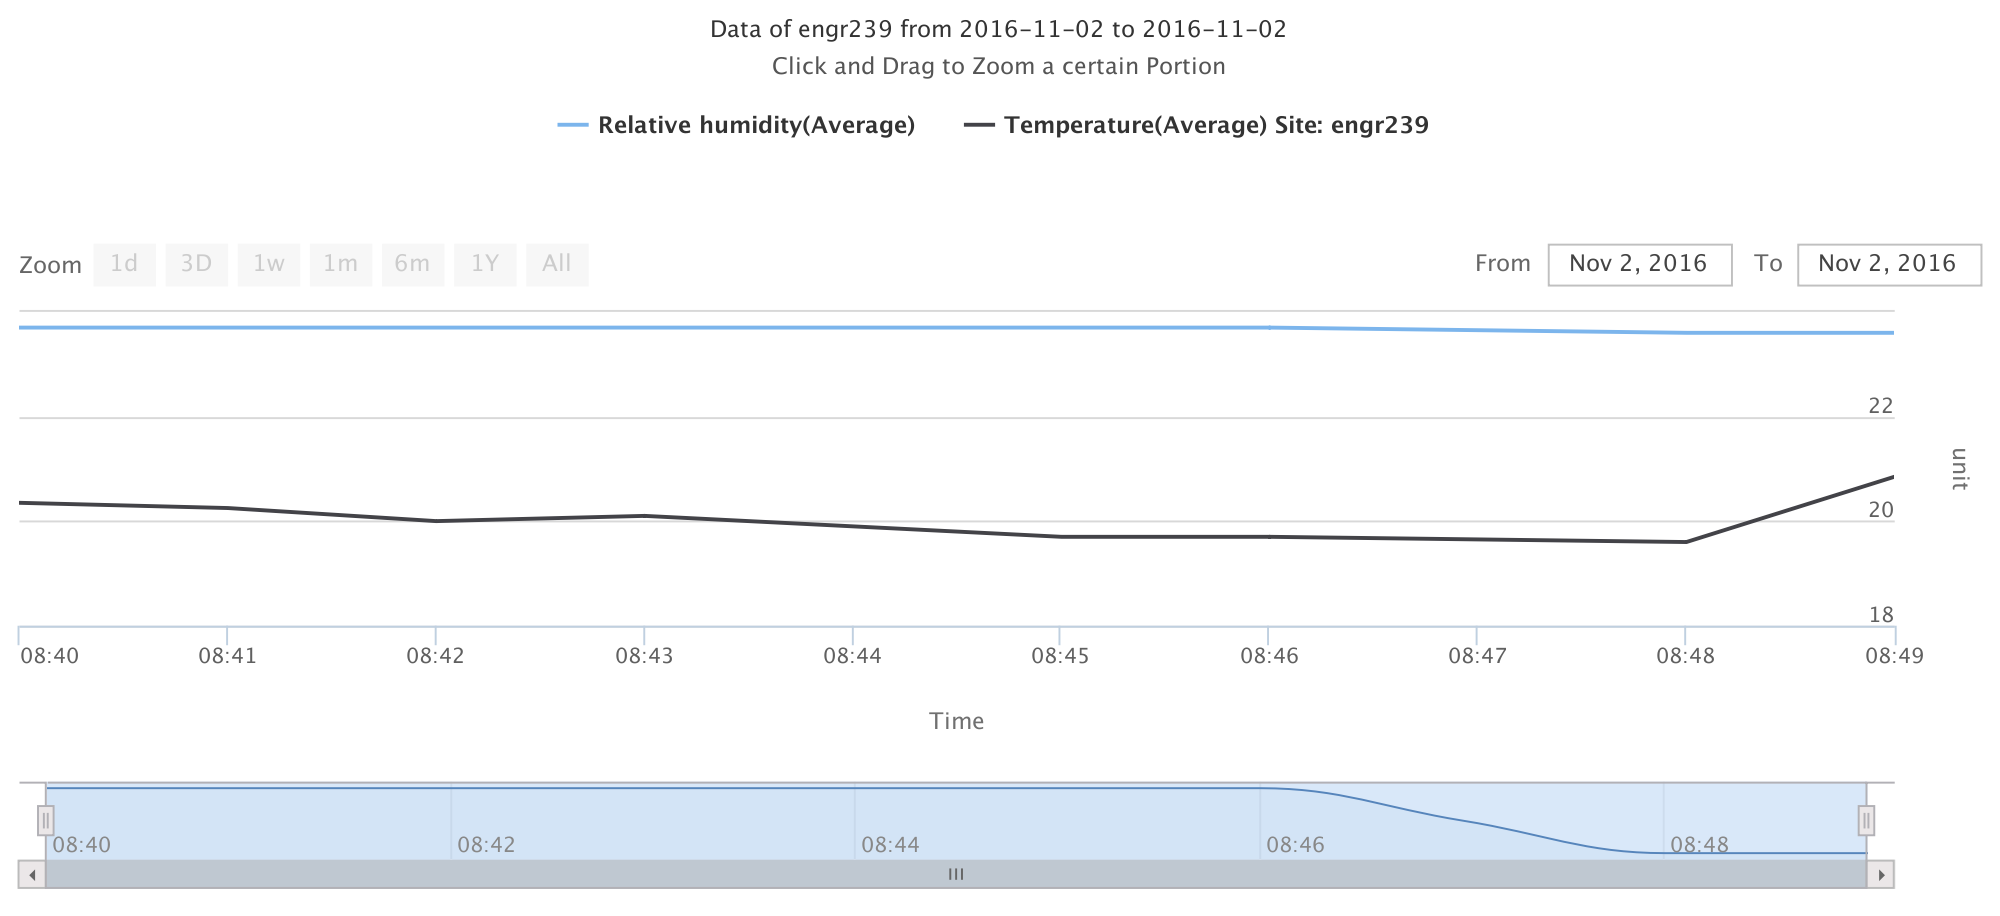 Data of engr239 from 2016-11-02 to 2016-11-02
Click and Drag to Zoom a certain Portion
Relative humidity(Average) Temperature(Average) Site: engr239
Zoom 1d 3D 1w 1m 6m 1Y All From Nov 2, 2016 To Nov 2, 2016
22
unit
20
18
08:40 08:41 08:42 08:43 08:44 08:45 08:46 08:47 08:48 08:49
Time
08:40 08:42 08:44 08:46 08:48